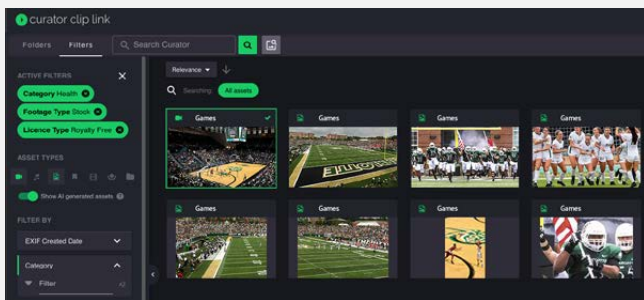 curator clip link
Folders Filters Search Curator
ACTIVE FILTERS
Category Health
Footage Type Stock
Licence Type Royalty Free
ASSET TYPES
Show AI generated assets
FILTER BY
EXIF Created Date
Category
Filter
Relevance
Searching: All assets
Games Games Games Games
Games Games Games Games